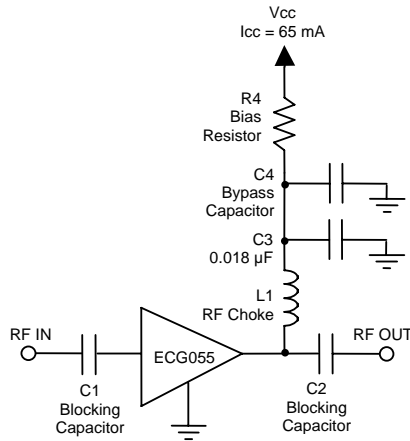 Vcc
Icc = 65 mA
R4
Bias
Resistor
C4
Bypass
Capacitor
C3
0.018 µF
L1
RF Choke
RF IN
RF OUT
ECG055
C1
Blocking
Capacitor
C2
Blocking
Capacitor